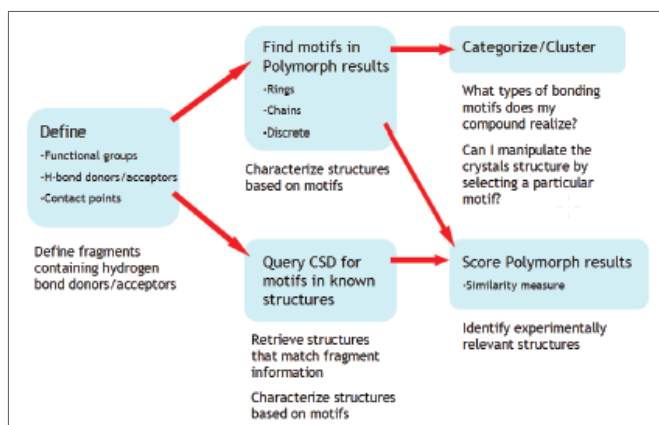 Define
-Functional groups
-H-bond donors/acceptors
-Contact points
Define fragments
containing hydrogen
bond donors/acceptors
Find motifs in
Polymorph results
-Rings
-Chains
-Discrete
Characterize structures
based on motifs
Query CSD for
motifs in known
structures
Retrieve structures
that match fragment
information
Characterize structures
based on motifs
Categorize/Cluster
What types of bonding
motifs does my
compound realize?
Can I manipulate the
crystals structure by
selecting a particular
motif?
Score Polymorph results
-Similarity measure
Identify experimentally
relevant structures